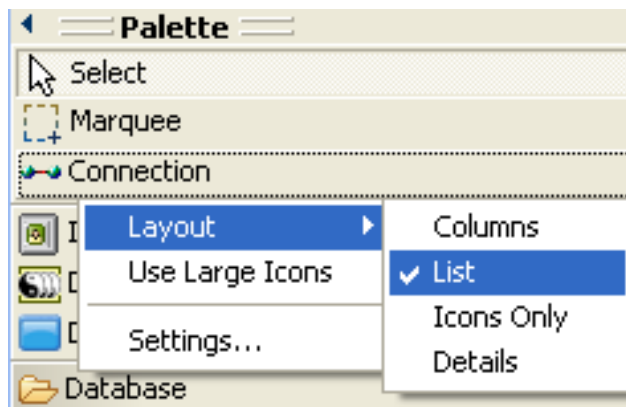 Palette
Select
Marquee
Connection
Layout
Use Large Icons
Settings...
Columns
List
Icons Only
Details
Database